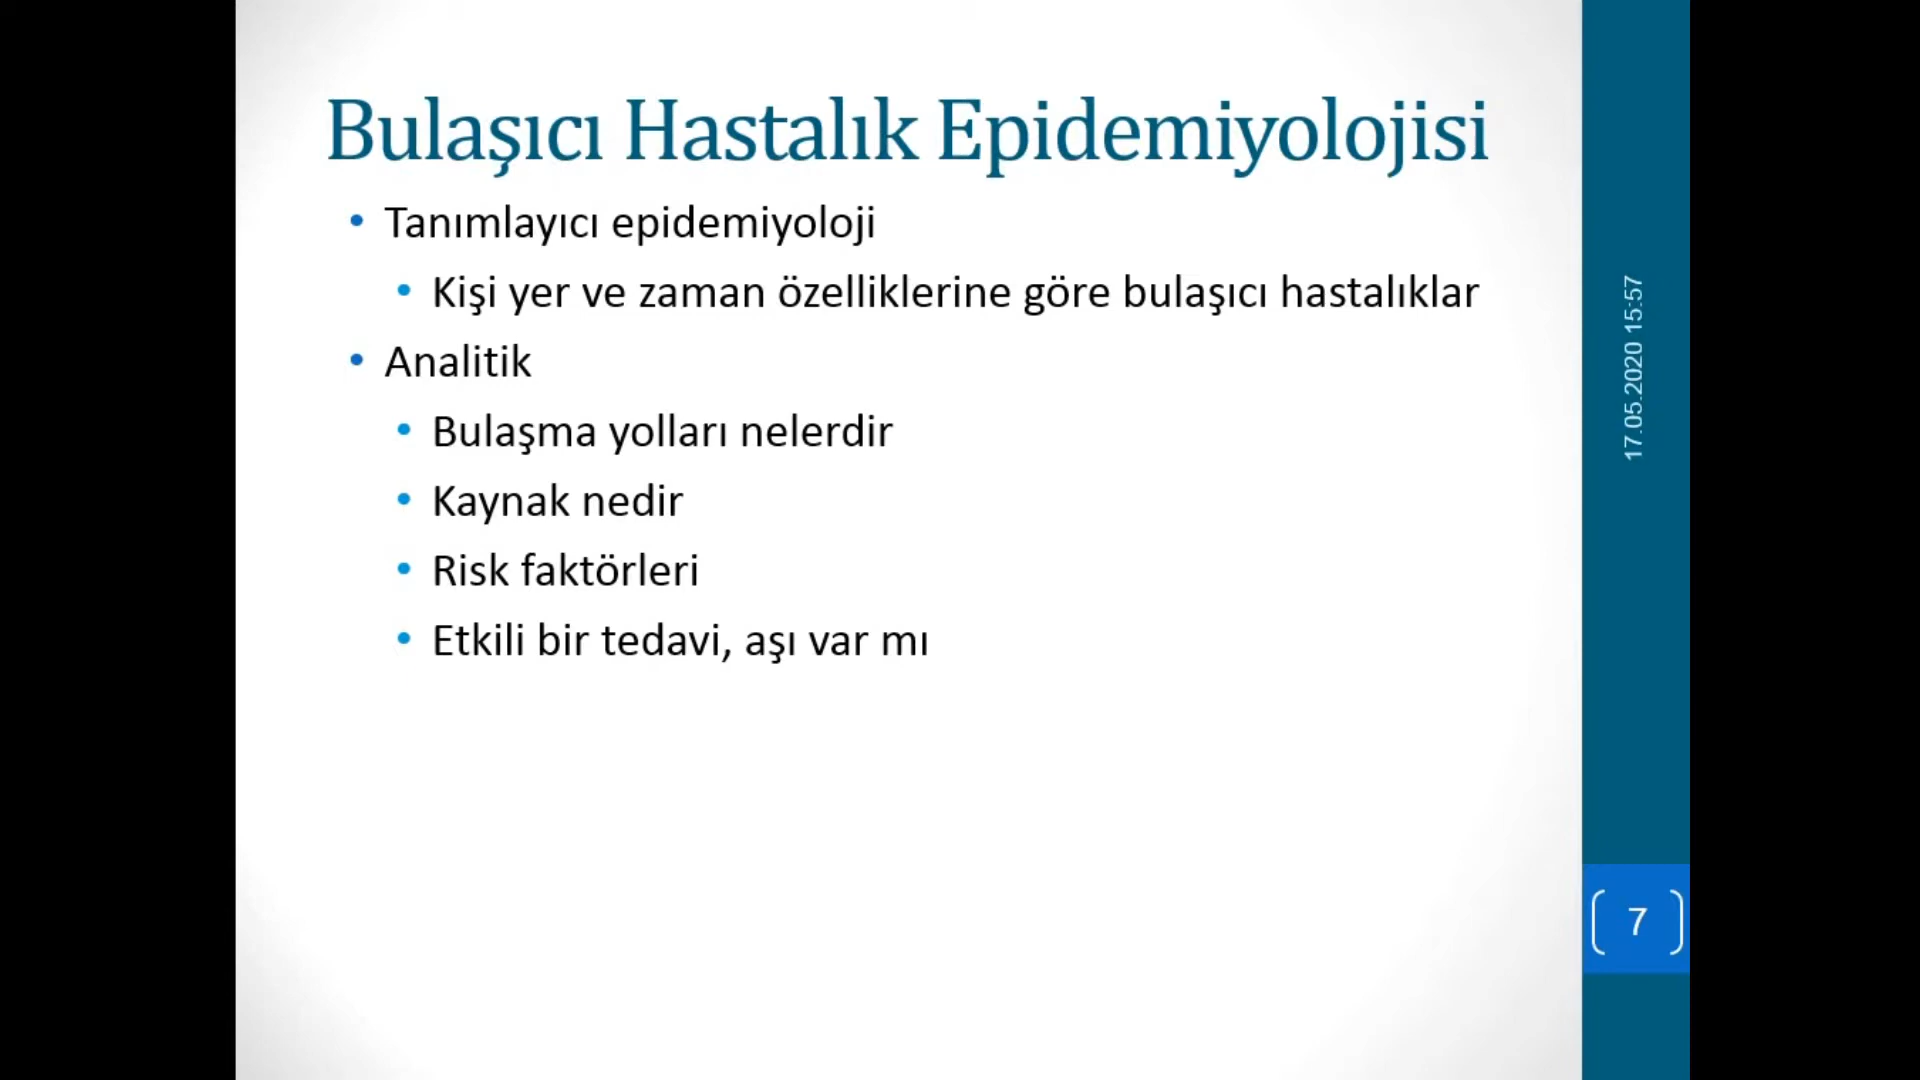 Bulaşıcı Hastalık Epidemiyolojisi
• Tanımlayıcı epidemiyoloji
• Kişi yer ve zaman özelliklerine göre bulaşıcı hastalıklar
• Analitik
• Bulaşma yolları nelerdir
• Kaynak nedir
• Risk faktörleri
• Etkili bir tedavi, aşı var mı
17.05.2020 15:57
7